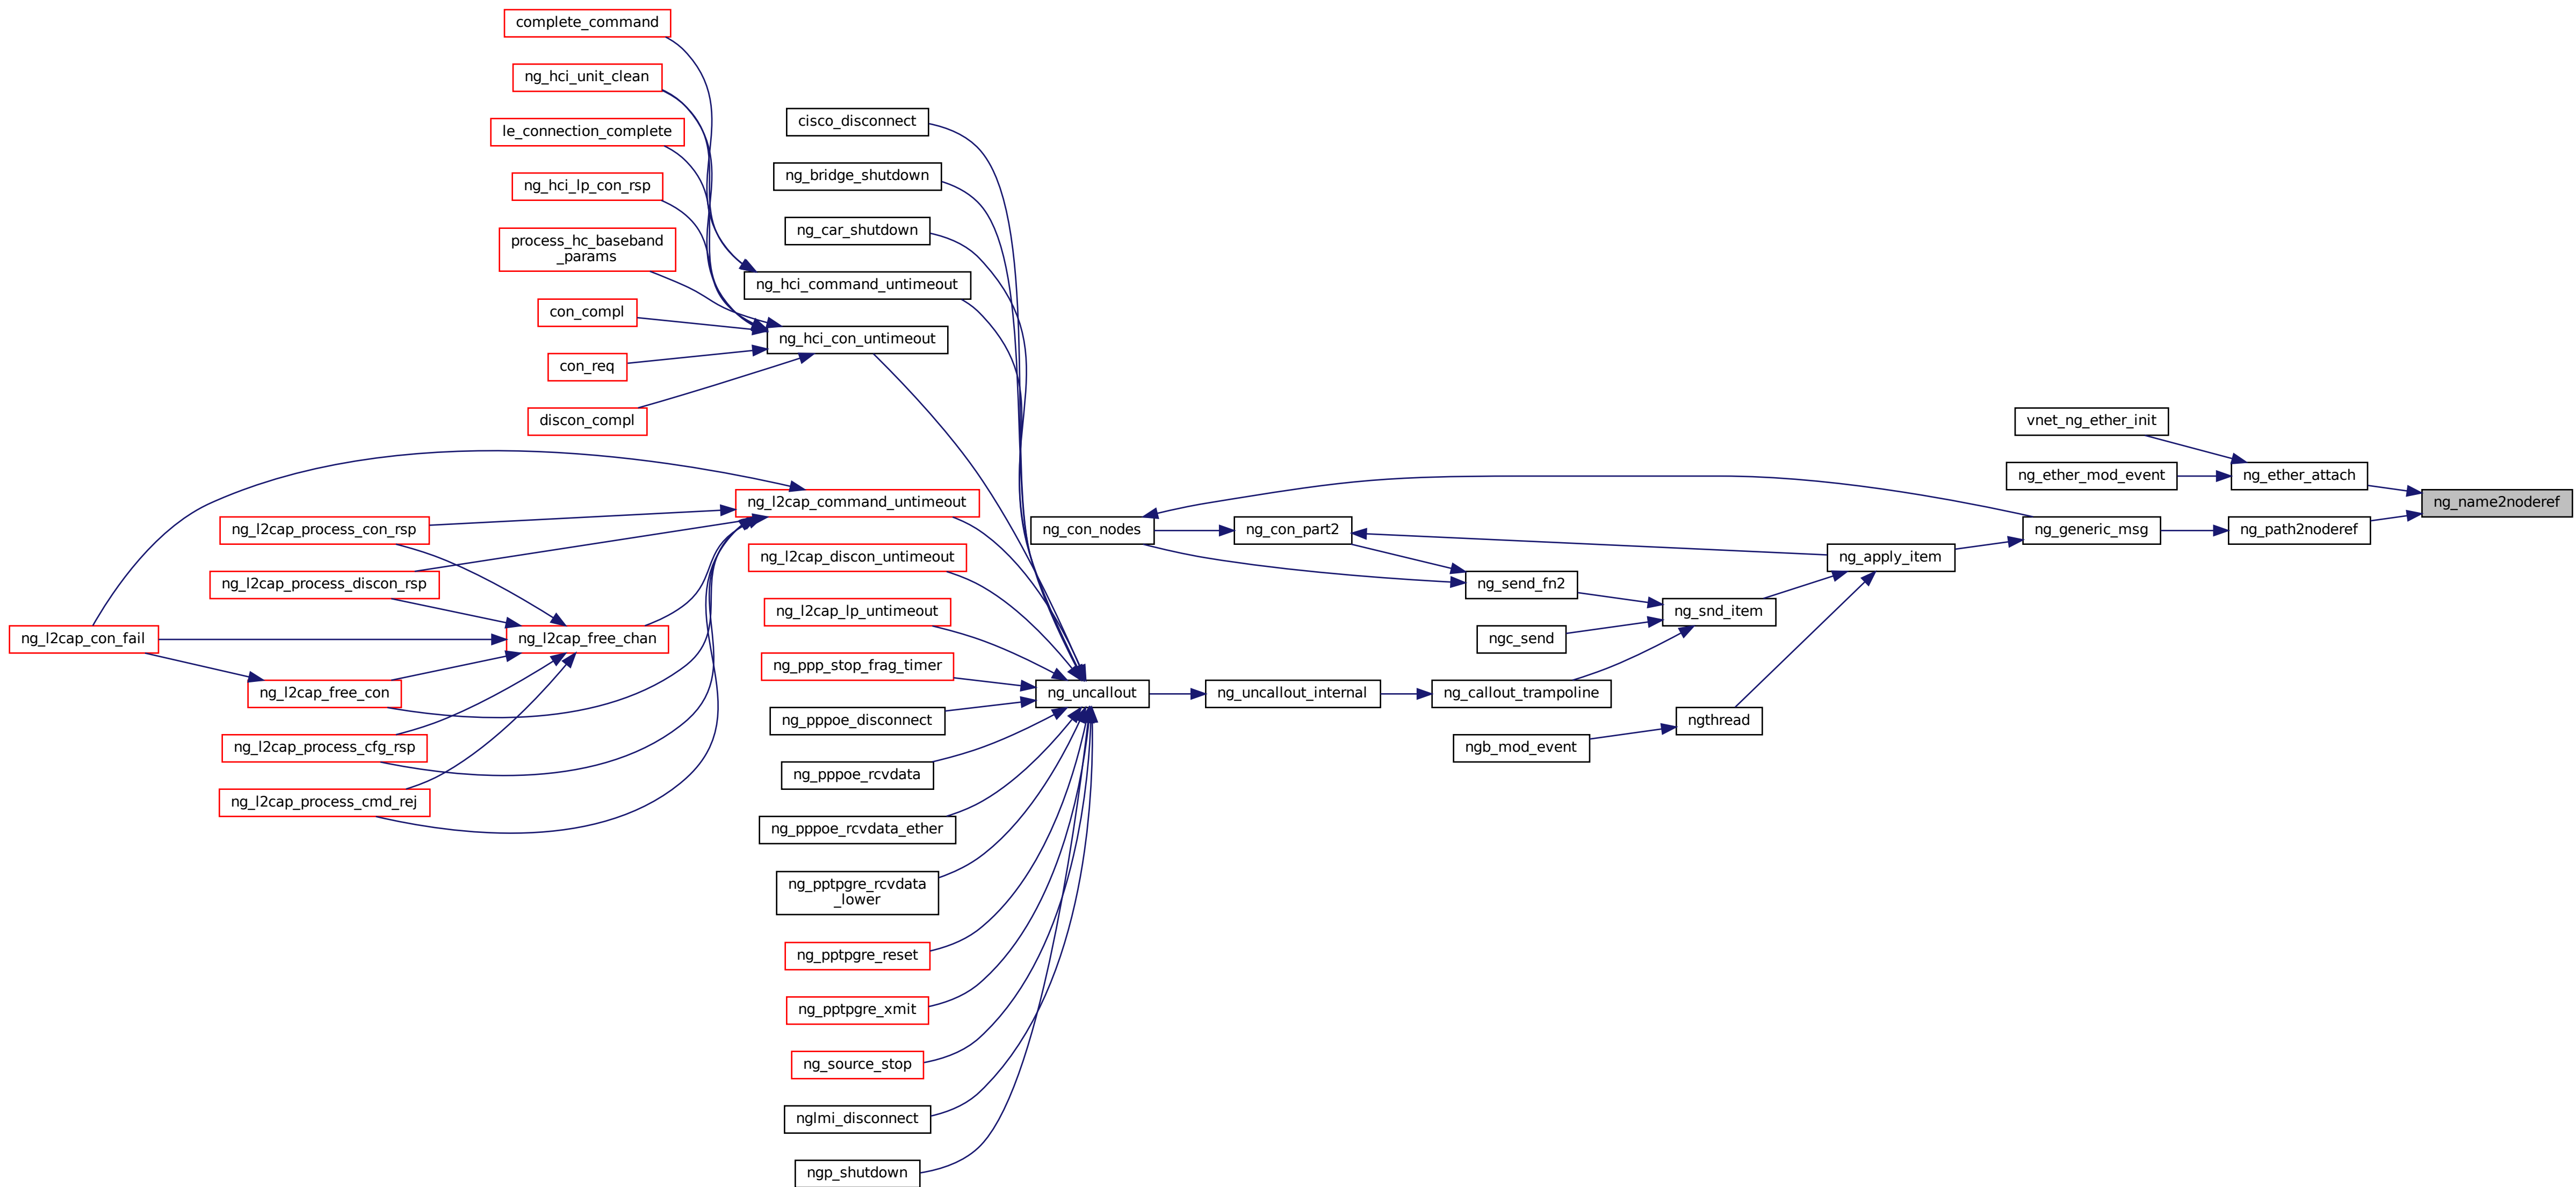 complete_command
ng_hci_unit_clean
le_connection_complete
ng_hci_lp_con_rsp
process_hc_baseband
_params
con_compl
con_req
discon_compl
ng_l2cap_process_con_rsp
ng_l2cap_process_discon_rsp
ng_l2cap_con_fail
ng_l2cap_free_chan
ng_l2cap_free_con
ng_l2cap_process_cfg_rsp
ng_l2cap_process_cmd_rej
cisco_disconnect
ng_bridge_shutdown
ng_car_shutdown
ng_hci_command_untimeout
ng_hci_con_untimeout
ng_l2cap_command_untimeout
ng_l2cap_discon_untimeout
ng_l2cap_lp_untimeout
ng_ppp_stop_frag_timer
ng_pppoe_disconnect
ng_pppoe_rcvdata
ng_pppoe_rcvdata_ether
ng_pptpgre_rcvdata
_lower
ng_pptpgre_reset
ng_pptpgre_xmit
ng_source_stop
nglmi_disconnect
ngp_shutdown
ng_con_nodes
ng_uncallout
ng_con_part2
ng_uncallout_internal
ng_send_fn2
ngc_send
ng_callout_trampoline
ngb_mod_event
ng_snd_item
ngthread
ng_apply_item
vnet_ng_ether_init
ng_ether_mod_event
ng_generic_msg
ng_ether_attach
ng_path2noderef
ng_name2noderef